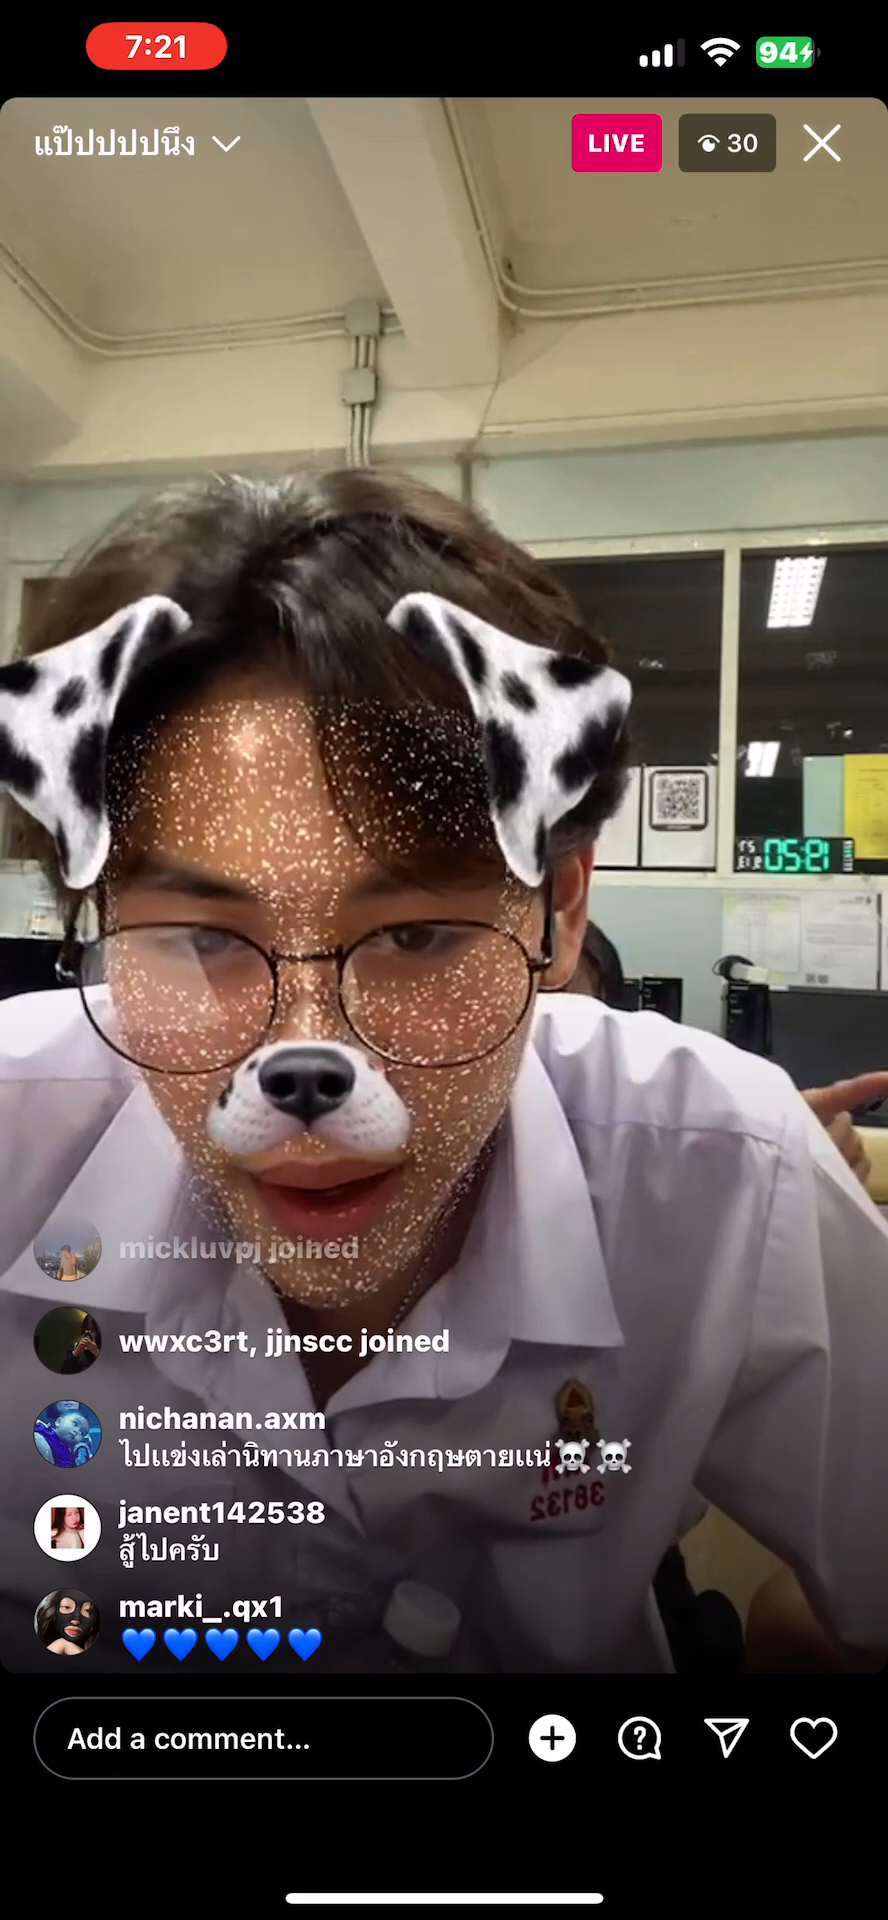 7:21
94
แป๊ปปปปปนึง
LIVE
30
mickluvpj joined
wwxc3rt, jjnscc joined
nichanan.axm
ไปแข่งเล่านิทานภาษาอังกฤษตายแน่☠️☠️
38132
janent142538
สู้ไปครับ
marki_.qx1
💙💙💙💙💙
Add a comment...